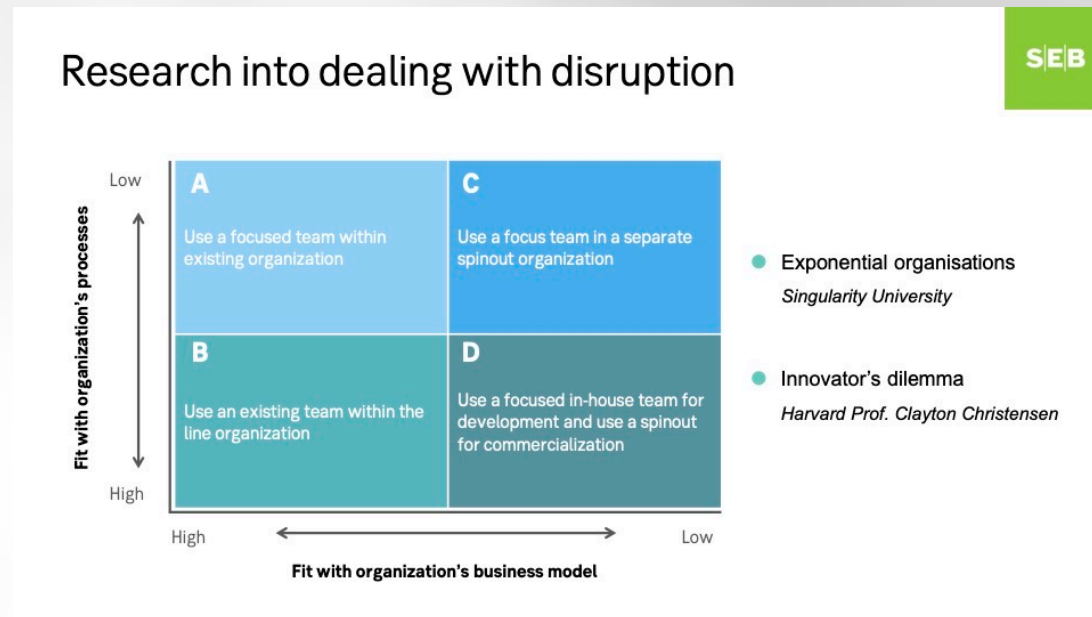 Research into dealing with disruption
S|E|B
Low
Fit with organization's processes
High
A
Use a focused team within
existing organization
C
Use a focus team in a separate
spinout organization
B
Use an existing team within the
line organization
D
Use a focused in-house team for
development and use a spinout
for commercialization
High
Low
Fit with organization's business model
Exponential organisations
Singularity University
Innovator's dilemma
Harvard Prof. Clayton Christensen